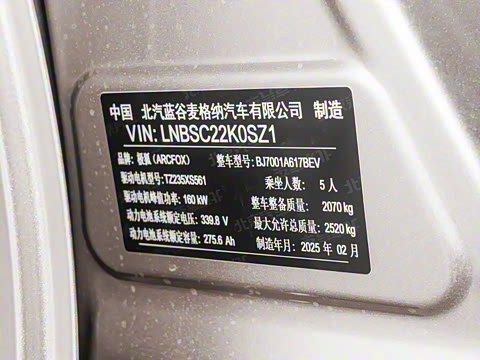 中国 北汽蓝谷麦格纳汽车有限公司 制造
VIN: LNBSC22K0SZ1
品牌: 极狐 (ARCFOX) 整车型号: BJ7001A617BEV
驱动电机型号: TZ235XS561 乘坐人数: 5 人
驱动电机峰值功率: 160 kW 整车整备质量: 2070 kg
动力电池系统额定电压: 339.8 V 最大允许总质量: 2520 kg
动力电池系统额定容量: 275.6 Ah 制造年月: 2025 年 02 月